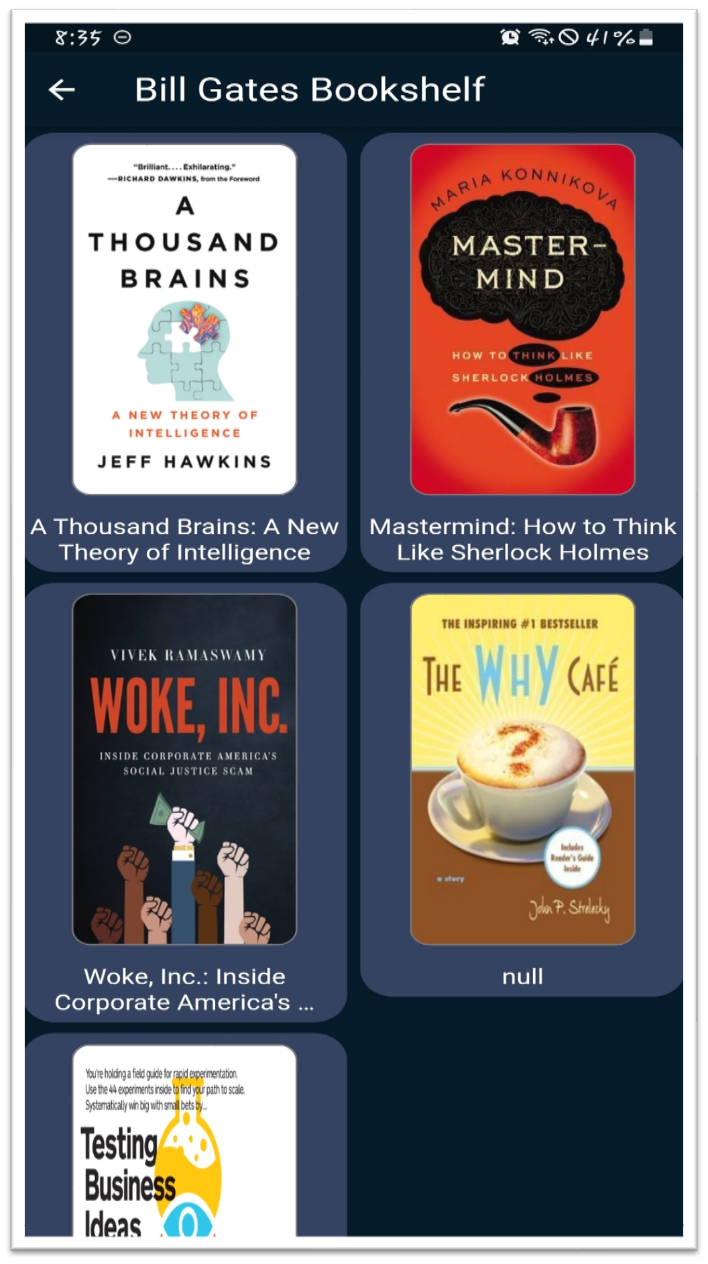 8:35
41%
Bill Gates Bookshelf
"Brilliant. . . . Exhilarating."
—RICHARD DAWKINS, from the Foreword
A
THOUSAND
BRAINS
A NEW THEORY OF
INTELLIGENCE
JEFF HAWKINS
A Thousand Brains: A New
Theory of Intelligence
MARIA KONNIKOVA
MASTER–
MIND
HOW TO THINK LIKE
SHERLOCK HOLMES
Mastermind: How to Think
Like Sherlock Holmes
VIVEK RAMASWAMY
WOKE, INC.
INSIDE CORPORATE AMERICA'S
SOCIAL JUSTICE SCAM
Woke, Inc.: Inside
Corporate America's ...
THE INSPIRING #1 BESTSELLER
THE WHY CAFÉ
Includes
Reader's Guide
Inside
a story
John P. Strelecky
null
You're holding a field guide for rapid experimentation.
Use the 44 experiments inside to find your path to scale.
Systematically win big with small bets by...
Testing
Business
Ideas